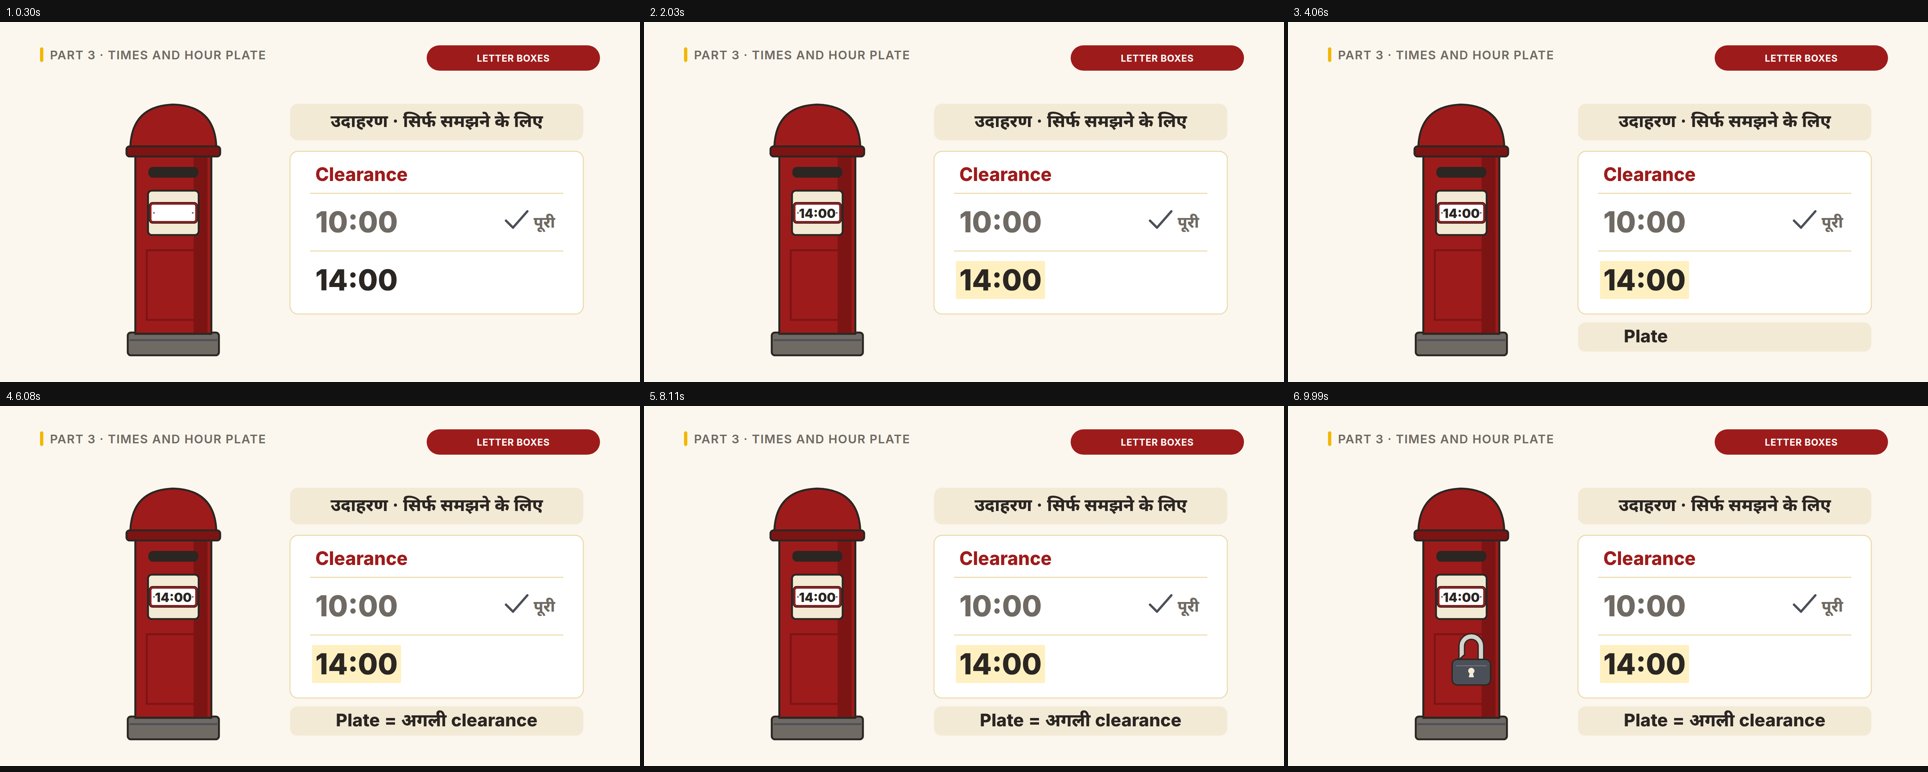 1. 0.30s
PART 3 · TIMES AND HOUR PLATE
LETTER BOXES
उदाहरण · सिर्फ समझने के लिए
Clearance
10:00 पूरी
14:00
2. 2.03s
PART 3 · TIMES AND HOUR PLATE
LETTER BOXES
उदाहरण · सिर्फ समझने के लिए
14:00
Clearance
10:00 पूरी
14:00
3. 4.06s
PART 3 · TIMES AND HOUR PLATE
LETTER BOXES
उदाहरण · सिर्फ समझने के लिए
14:00
Clearance
10:00 पूरी
14:00
Plate
4. 6.08s
PART 3 · TIMES AND HOUR PLATE
LETTER BOXES
उदाहरण · सिर्फ समझने के लिए
14:00
Clearance
10:00 पूरी
14:00
Plate = अगली clearance
5. 8.11s
PART 3 · TIMES AND HOUR PLATE
LETTER BOXES
उदाहरण · सिर्फ समझने के लिए
14:00
Clearance
10:00 पूरी
14:00
Plate = अगली clearance
6. 9.99s
PART 3 · TIMES AND HOUR PLATE
LETTER BOXES
उदाहरण · सिर्फ समझने के लिए
14:00
Clearance
10:00 पूरी
14:00
Plate = अगली clearance